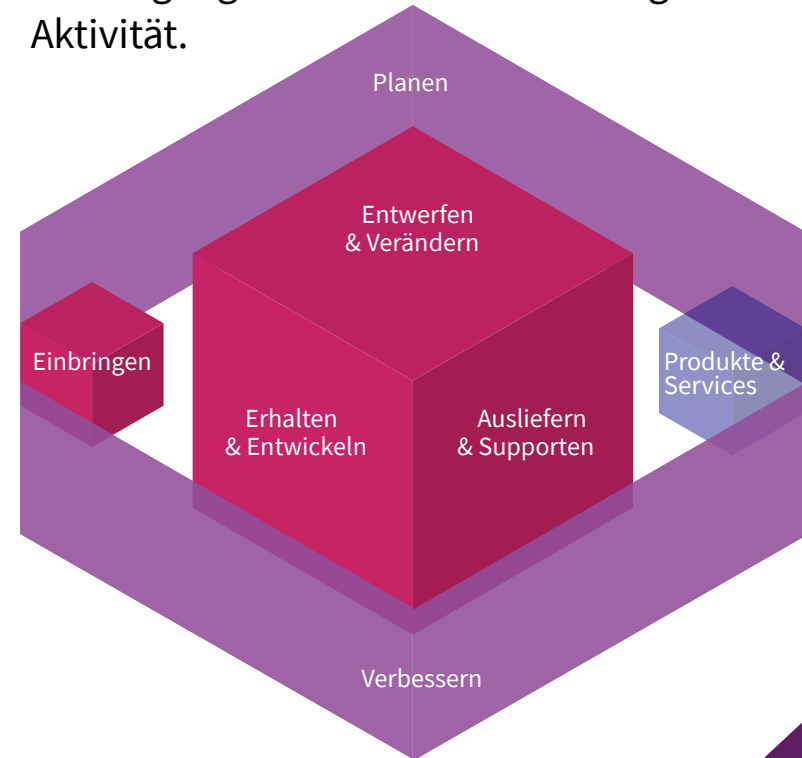 Aktivität.
Planen
Entwerfen
& Verändern
Einbringen
Produkte &
Services
Erhalten
& Entwickeln
Ausliefern
& Supporten
Verbessern